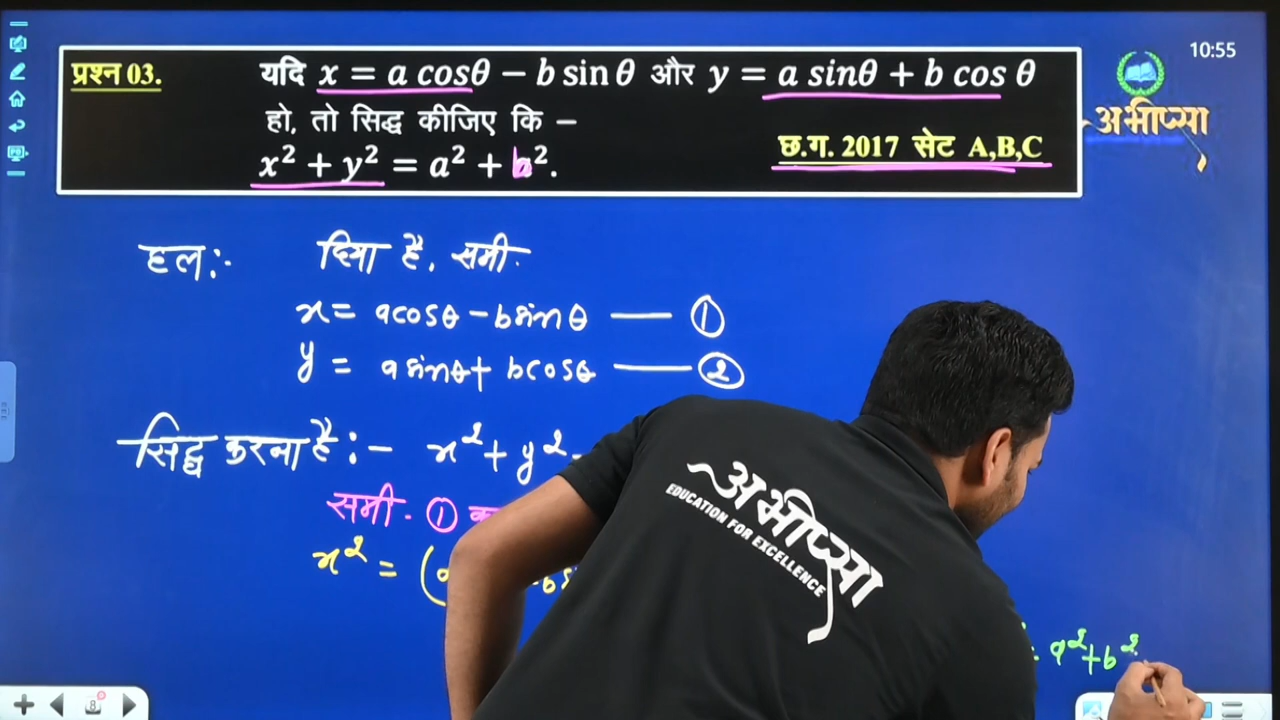 10:55
प्रश्न 03. यदि x = a cosθ − b sin θ और y = a sinθ + b cos θ
हो, तो सिद्ध कीजिए कि −
x² + y² = a² + b².
छ.ग. 2017 सेट A,B,C
अभीप्सा
हल:- दिया है, समी.
x = acosθ - bsinθ —— ①
y = asinθ + bcosθ —— ②
सिद्ध करना है:- x² + y² -
समी. ① का
x² = (
= a²+b²
अभीप्सा
EDUCATION FOR EXCELLENCE
8